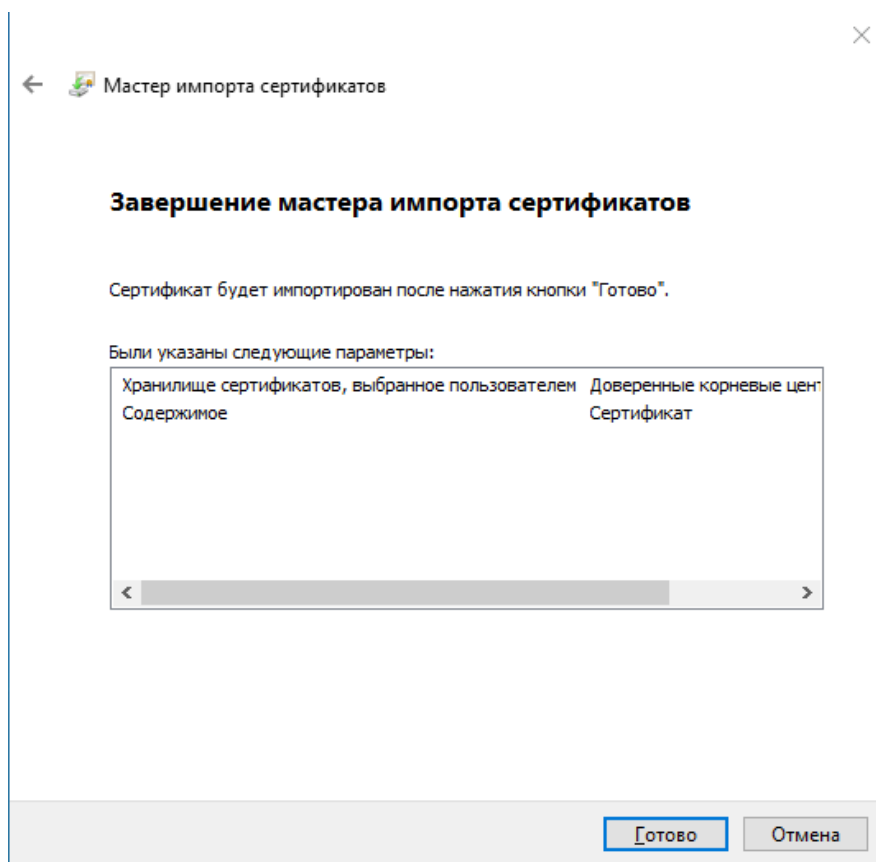 Мастер импорта сертификатов
Завершение мастера импорта сертификатов
Сертификат будет импортирован после нажатия кнопки "Готово".
Были указаны следующие параметры:
Хранилище сертификатов, выбранное пользователем Доверенные корневые цент
Содержимое Сертификат
Готово Отмена